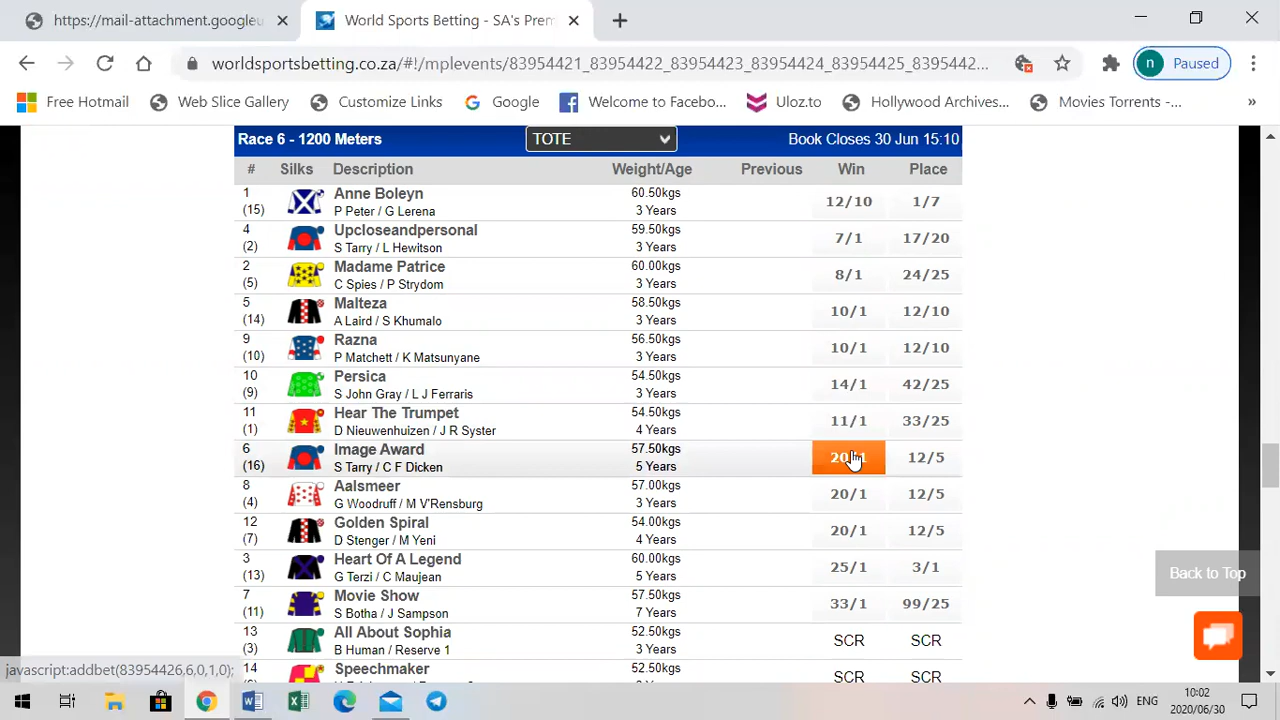 https://mail-attachment.googleu
World Sports Betting - SA's Prem
worldsportsbetting.co.za/#!/mplevents/83954421_83954422_83954423_83954424_83954425_8395442...
n Paused
Free Hotmail Web Slice Gallery Customize Links Google Welcome to Facebo... Uloz.to Hollywood Archives... Movies Torrents -... »
Race 6 - 1200 Meters TOTE Book Closes 30 Jun 15:10
# Silks Description Weight/Age Previous Win Place
1 Anne Boleyn 60.50kgs 12/10 1/7
(15) P Peter / G Lerena 3 Years
4 Upcloseandpersonal 59.50kgs 7/1 17/20
(2) S Tarry / L Hewitson 3 Years
2 Madame Patrice 60.00kgs 8/1 24/25
(5) C Spies / P Strydom 3 Years
5 Malteza 58.50kgs 10/1 12/10
(14) A Laird / S Khumalo 3 Years
9 Razna 56.50kgs 10/1 12/10
(10) P Matchett / K Matsunyane 3 Years
10 Persica 54.50kgs 14/1 42/25
(9) S John Gray / L J Ferraris 3 Years
11 Hear The Trumpet 54.50kgs 11/1 33/25
(1) D Nieuwenhuizen / J R Syster 4 Years
6 Image Award 57.50kgs 20/1 12/5
(16) S Tarry / C F Dicken 5 Years
8 Aalsmeer 57.00kgs 20/1 12/5
(4) G Woodruff / M V'Rensburg 3 Years
12 Golden Spiral 54.00kgs 20/1 12/5
(7) D Stenger / M Yeni 4 Years
3 Heart Of A Legend 60.00kgs 25/1 3/1
(13) G Terzi / C Maujean 5 Years
Back to Top
7 Movie Show 57.50kgs 33/1 99/25
(11) S Botha / J Sampson 7 Years
13 All About Sophia 52.50kgs SCR SCR
(3) B Human / Reserve 1 3 Years
14 Speechmaker 52.50kgs SCR SCR
javascript:addbet(83954426,6,0,1,0);
ENG 10:02
2020/06/30